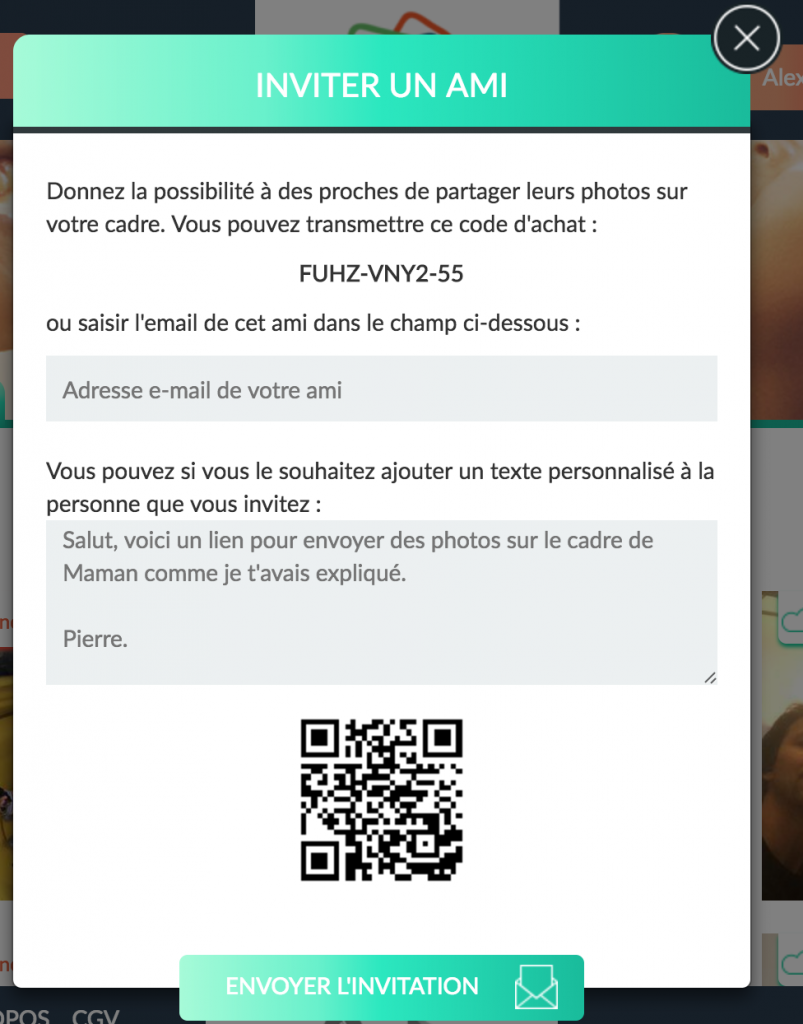 INVITER UN AMI
Alex
Donnez la possibilité à des proches de partager leurs photos sur
votre cadre. Vous pouvez transmettre ce code d'achat :
FUHZ-VNY2-55
ou saisir l'email de cet ami dans le champ ci-dessous :
Adresse e-mail de votre ami
Vous pouvez si vous le souhaitez ajouter un texte personnalisé à la
personne que vous invitez :
Salut, voici un lien pour envoyer des photos sur le cadre de
Maman comme je t'avais expliqué.
Pierre.
ENVOYER L'INVITATION
OPOS CGV